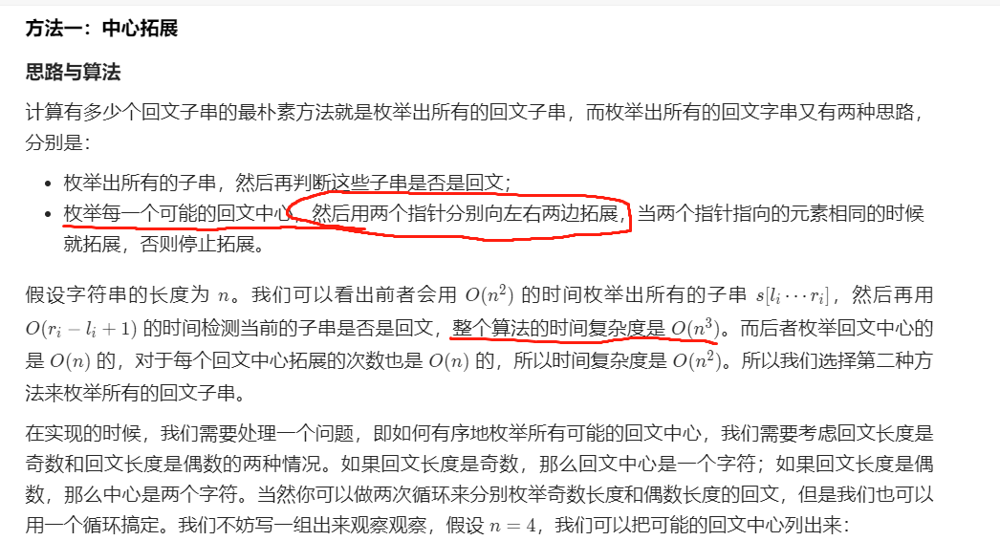 方法一：中心拓展
思路与算法
计算有多少个回文子串的最朴素方法就是枚举出所有的回文子串，而枚举出所有的回文字串又有两种思路，
分别是：
• 枚举出所有的子串，然后再判断这些子串是否是回文；
• 枚举每一个可能的回文中心，然后用两个指针分别向左右两边拓展，当两个指针指向的元素相同的时候
就拓展，否则停止拓展。
假设字符串的长度为 n。我们可以看出前者会用 O(n²) 的时间枚举出所有的子串 s[lᵢ⋯rᵢ]，然后再用
O(rᵢ − lᵢ + 1) 的时间检测当前的子串是否是回文，整个算法的时间复杂度是 O(n³)。而后者枚举回文中心的
是 O(n) 的，对于每个回文中心拓展的次数也是 O(n) 的，所以时间复杂度是 O(n²)。所以我们选择第二种方
法来枚举所有的回文子串。
在实现的时候，我们需要处理一个问题，即如何有序地枚举所有可能的回文中心，我们需要考虑回文长度是
奇数和回文长度是偶数的两种情况。如果回文长度是奇数，那么回文中心是一个字符；如果回文长度是偶
数，那么中心是两个字符。当然你可以做两次循环来分别枚举奇数长度和偶数长度的回文，但是我们也可以
用一个循环搞定。我们不妨写一组出来观察观察，假设 n = 4，我们可以把可能的回文中心列出来：